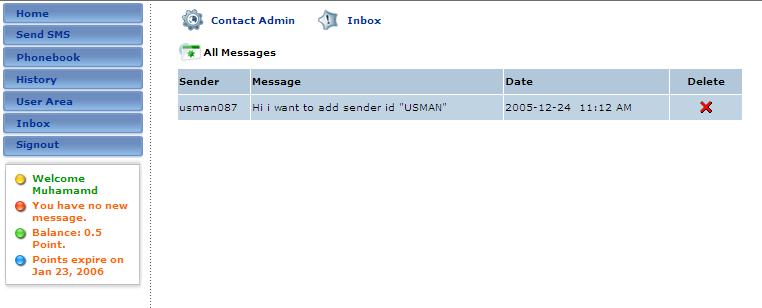 Home
Send SMS
Phonebook
History
User Area
Inbox
Signout
Welcome
Muhamamd
You have no new
message.
Balance: 0.5
Point.
Points expire on
Jan 23, 2006
Contact Admin Inbox
All Messages
Sender Message Date Delete
usman087 Hi i want to add sender id "USMAN" 2005-12-24 11:12 AM